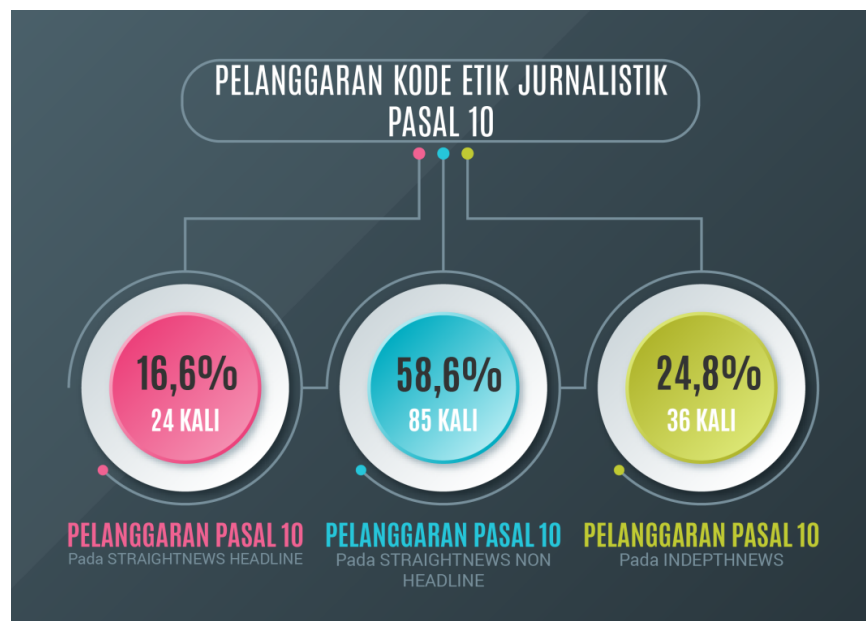 PELANGGARAN KODE ETIK JURNALISTIK
PASAL 10
16,6%
24 KALI
58,6%
85 KALI
24,8%
36 KALI
PELANGGARAN PASAL 10
Pada STRAIGHTNEWS HEADLINE
PELANGGARAN PASAL 10
Pada STRAIGHTNEWS NON
HEADLINE
PELANGGARAN PASAL 10
Pada INDEPTHNEWS